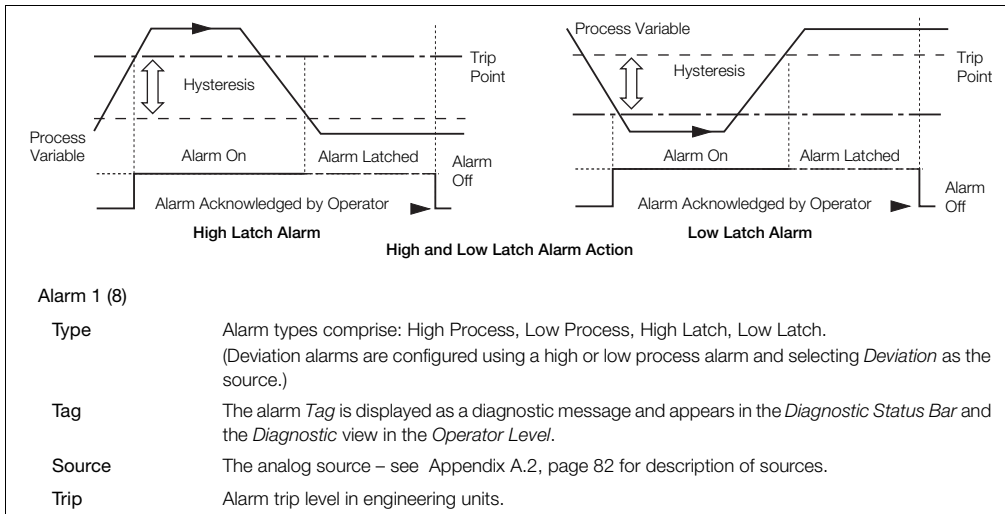 Process Variable
Trip Point
Hysteresis
Process Variable
Alarm On
Alarm Latched
Alarm Off
Alarm Acknowledged by Operator
High Latch Alarm
Process Variable
Trip Point
Hysteresis
Alarm On
Alarm Latched
Alarm Off
Alarm Acknowledged by Operator
Low Latch Alarm
High and Low Latch Alarm Action
Alarm 1 (8)
Type Alarm types comprise: High Process, Low Process, High Latch, Low Latch.
(Deviation alarms are configured using a high or low process alarm and selecting Deviation as the
source.)
Tag The alarm Tag is displayed as a diagnostic message and appears in the Diagnostic Status Bar and
the Diagnostic view in the Operator Level.
Source The analog source – see Appendix A.2, page 82 for description of sources.
Trip Alarm trip level in engineering units.